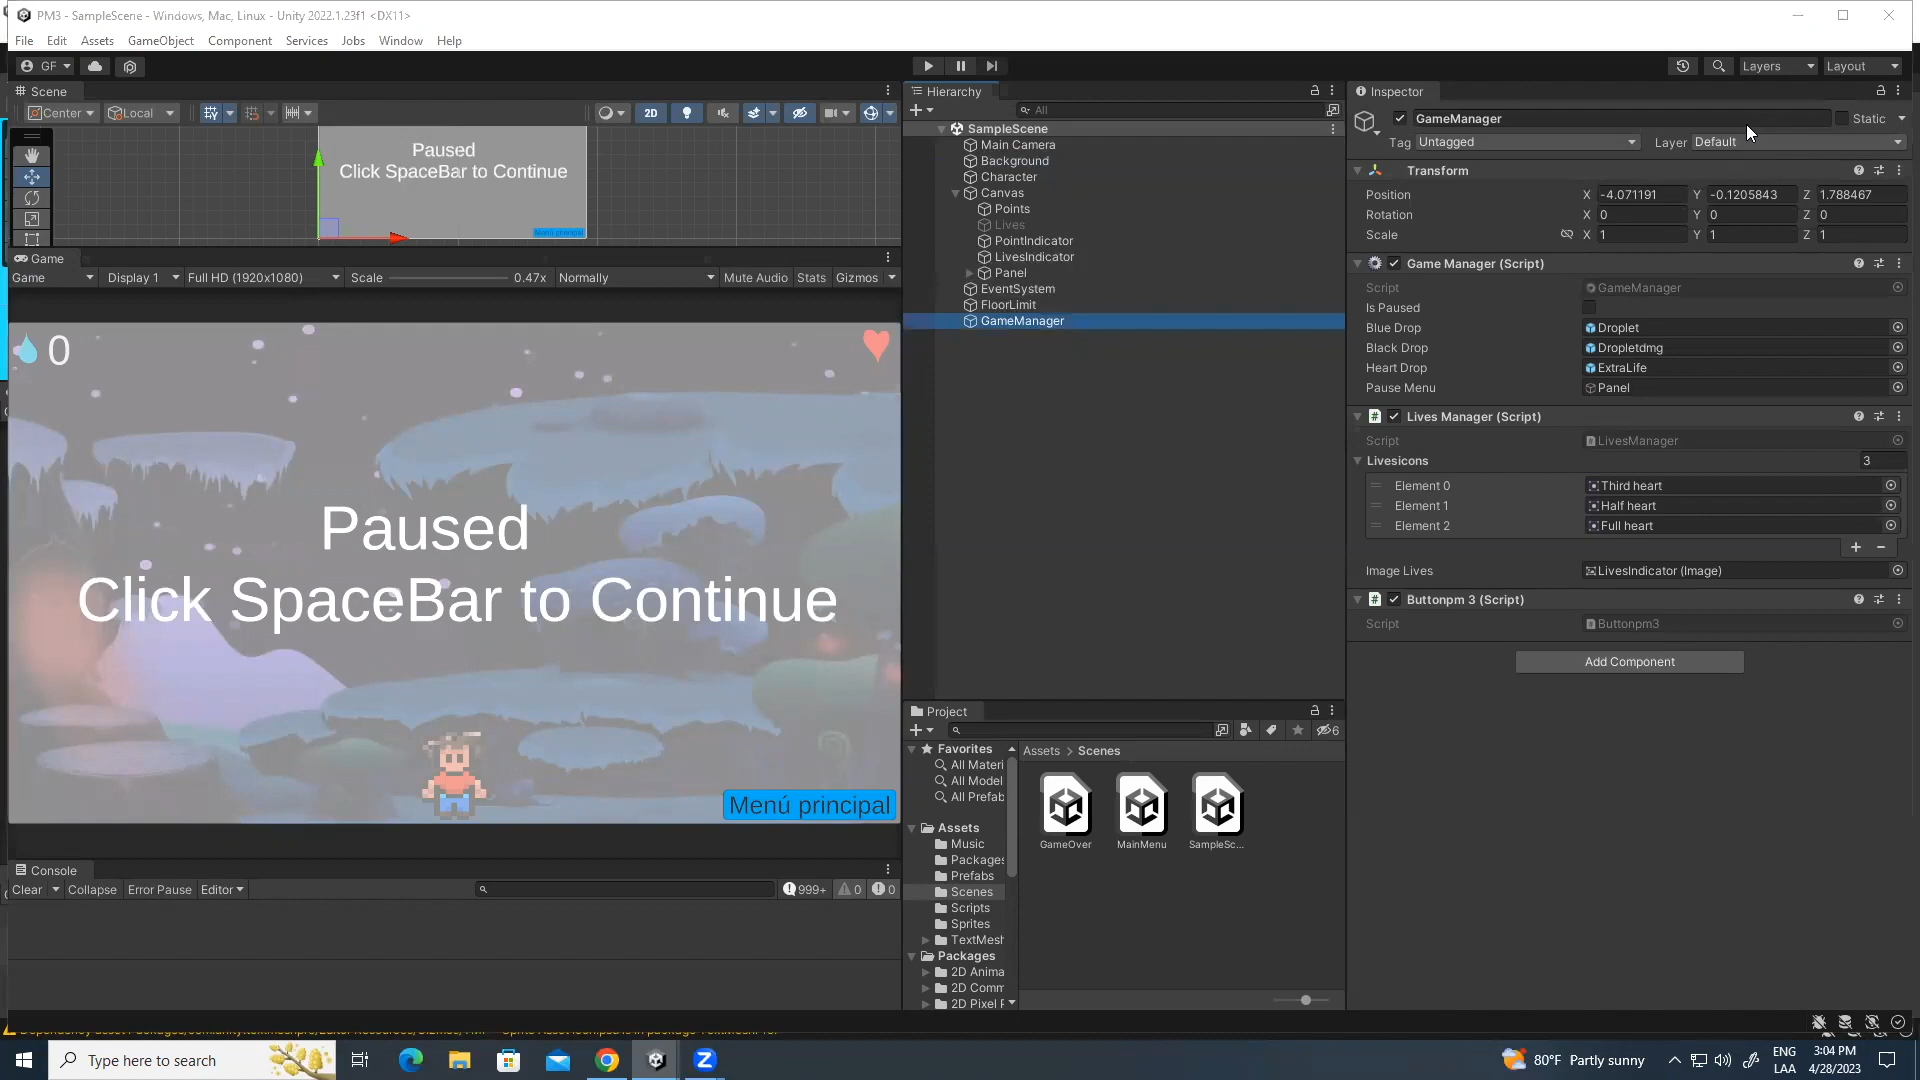 PM3 - SampleScene - Windows, Mac, Linux - Unity 2022.1.23f1 <DX11>
File Edit Assets GameObject Component Services Jobs Window Help
GF Layers Layout
Scene
Center Local 2D
Paused
Click SpaceBar to Continue
Menú principal
Game
Game Display 1 Full HD (1920x1080) Scale 0.47x Normally Mute Audio Stats Gizmos
0
Paused
Click SpaceBar to Continue
Menú principal
Console
Clear Collapse Error Pause Editor 999+ 0 0
Hierarchy
All
SampleScene
Main Camera
Background
Character
Canvas
Points
Lives
PointIndicator
LivesIndicator
Panel
EventSystem
FloorLimit
GameManager
Project
6
Favorites
All Materi
All Model
All Prefab
Assets
Music
Packages
Prefabs
Scenes
Scripts
Sprites
TextMesh
Packages
2D Anima
2D Comm
2D Pixel F
Assets > Scenes
GameOver MainMenu SampleSc...
Inspector
GameManager Static
Tag Untagged Layer Default
Transform
Position X -4.071191 Y -0.1205843 Z 1.788467
Rotation X 0 Y 0 Z 0
Scale X 1 Y 1 Z 1
Game Manager (Script)
Script GameManager
Is Paused
Blue Drop Droplet
Black Drop Dropletdmg
Heart Drop ExtraLife
Pause Menu Panel
Lives Manager (Script)
Script LivesManager
Livesicons 3
Element 0 Third heart
Element 1 Half heart
Element 2 Full heart
Image Lives LivesIndicator (Image)
Buttonpm 3 (Script)
Script Buttonpm3
Add Component
Type here to search
80°F Partly sunny
ENG
LAA
3:04 PM
4/28/2023